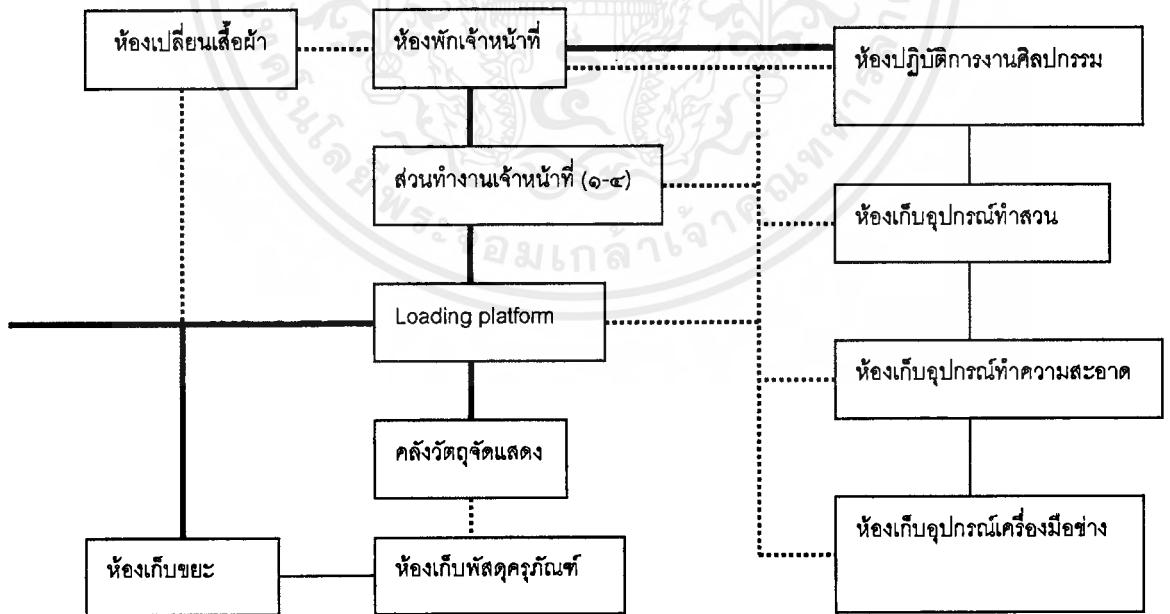 ห้องเปลี่ยนเสื้อผ้า
ห้องพักเจ้าหน้าที่
ห้องปฏิบัติการงานศิลปกรรม
ส่วนทำงานเจ้าหน้าที่ (๑-๔)
ห้องเก็บอุปกรณ์ทำสวน
Loading platform
ห้องเก็บอุปกรณ์ทำความสะอาด
คลังวัตถุจัดแสดง
ห้องเก็บอุปกรณ์เครื่องมือช่าง
ห้องเก็บขยะ
ห้องเก็บพัสดุครุภัณฑ์